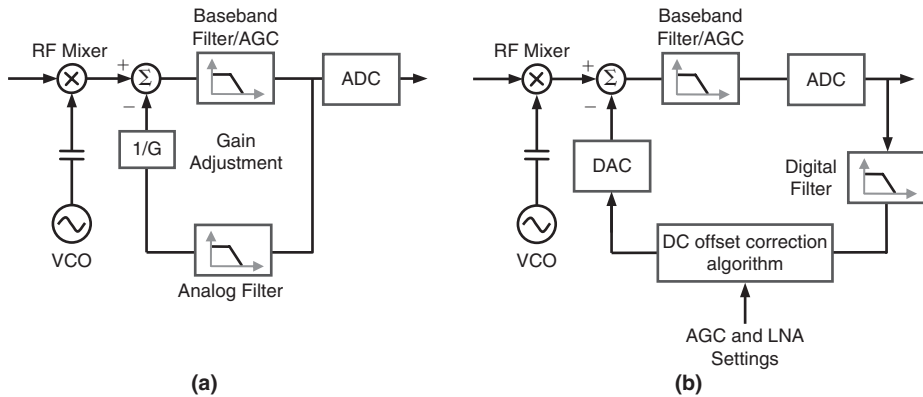 Baseband
Filter/AGC
RF Mixer
+
Σ
−
ADC
1/G
Gain
Adjustment
VCO
Analog Filter
(a)
Baseband
Filter/AGC
RF Mixer
+
Σ
−
ADC
DAC
Digital
Filter
VCO
DC offset correction
algorithm
AGC and LNA
Settings
(b)